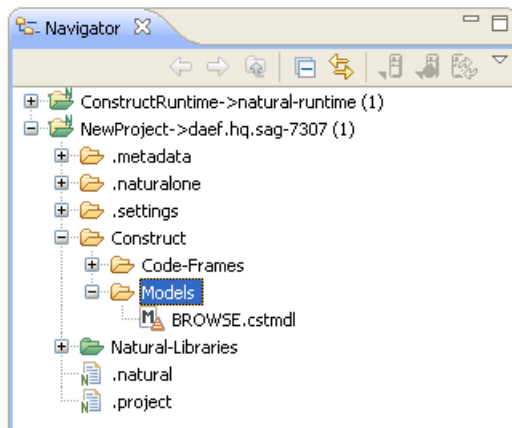 Navigator
ConstructRuntime->natural-runtime (1)
NewProject->daef.hq.sag-7307 (1)
.metadata
.naturalone
.settings
Construct
Code-Frames
Models
BROWSE.cstmdl
Natural-Libraries
.natural
.project